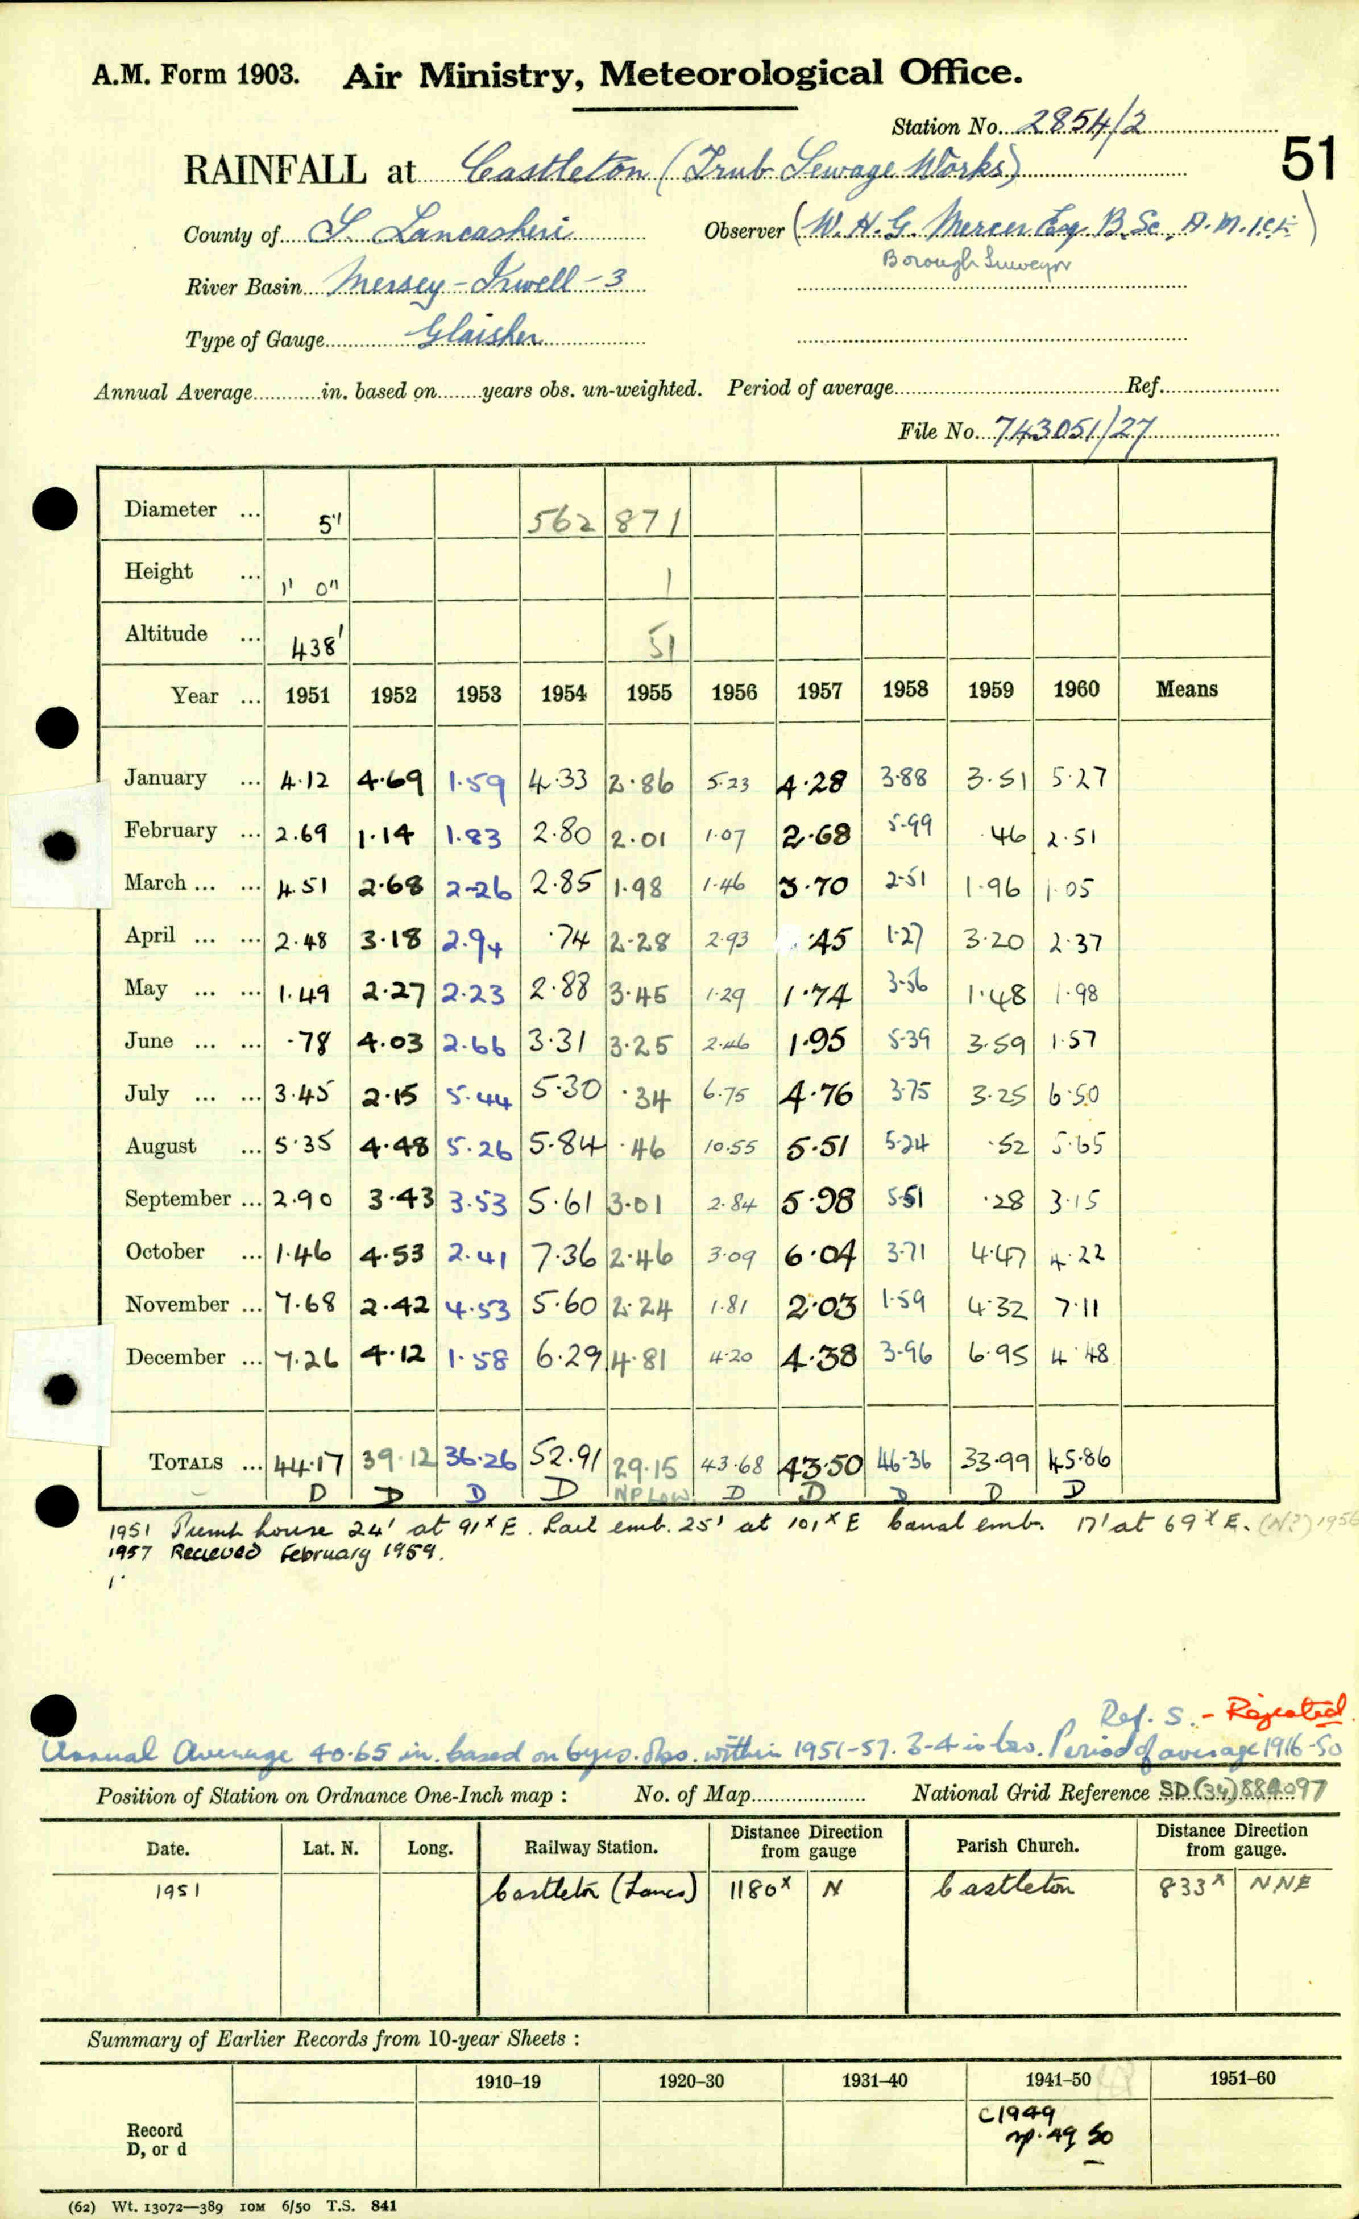 A.M. Form 1903. Air Ministry, Meteorological Office.
Station No. 2854/2
51
RAINFALL at Castleton (Trub Sewage Works)
County of S. Lancashire Observer (W. H. G. Mercer Esq. B.Sc., A.M.I.C.E.)
Borough Surveyor
River Basin Mersey - Irwell - 3
Type of Gauge Glaisher
Annual Average in. based on years obs. un-weighted. Period of average Ref.
File No. 743051/27
Diameter ... 5" 562 871
Height ... 1' 0" 1
Altitude ... 438' 51
Year ... 1951 1952 1953 1954 1955 1956 1957 1958 1959 1960 Means
January ... 4.12 4.69 1.59 4.33 2.86 5.23 4.28 3.88 3.51 5.27
February ... 2.69 1.14 1.83 2.80 2.01 1.07 2.68 5.99 .46 2.51
March ... ... 4.51 2.68 2.26 2.85 1.98 1.46 3.70 2.51 1.96 1.05
April ... ... 2.48 3.18 2.94 .74 2.28 2.93 .45 1.27 3.20 2.37
May ... ... 1.49 2.27 2.23 2.88 3.45 1.29 1.74 3.56 1.48 1.98
June ... ... .78 4.03 2.66 3.31 3.25 2.46 1.95 5.39 3.59 1.57
July ... ... 3.45 2.15 5.44 5.30 .34 6.75 4.76 3.75 3.25 6.50
August ... 5.35 4.48 5.26 5.84 .46 10.55 5.51 5.24 .52 5.65
September ... 2.90 3.43 3.53 5.61 3.01 2.84 5.98 5.51 .28 3.15
October ... 1.46 4.53 2.41 7.36 2.46 3.09 6.04 3.71 4.47 4.22
November ... 7.68 2.42 4.53 5.60 2.24 1.81 2.03 1.59 4.32 7.11
December ... 7.26 4.12 1.58 6.29 4.81 4.20 4.38 3.96 6.95 4.48
TOTALS ... 44.17 39.12 36.26 52.91 29.15 43.68 43.50 46.36 33.99 45.86
D D D D NP Low D D D D D
1951 Pump house 24' at 91x E. Rail emb. 25' at 101x E Canal emb. 17' at 69x E. (N?) 1956
1957 Recieved February 1959.
Ref. S. - Rejected
Annual Average 40.65 in. based on 6 yrs. obs. within 1951-57. 3-4 in low. Period of average 1916-50
Position of Station on Ordnance One-Inch map : No. of Map National Grid Reference SD(34)884097
Date. Lat. N. Long. Railway Station. Distance from Direction gauge Parish Church. Distance from Direction gauge.
1951 Castleton (Lancs) 1180x N Castleton 833x NNE
Summary of Earlier Records from 10-year Sheets :
1910–19 1920–30 1931–40 1941–50 1951–60
Record
D, or d
C1949
np. 49 50
(62) Wt. 13072—389 10M 6/50 T.S. 841